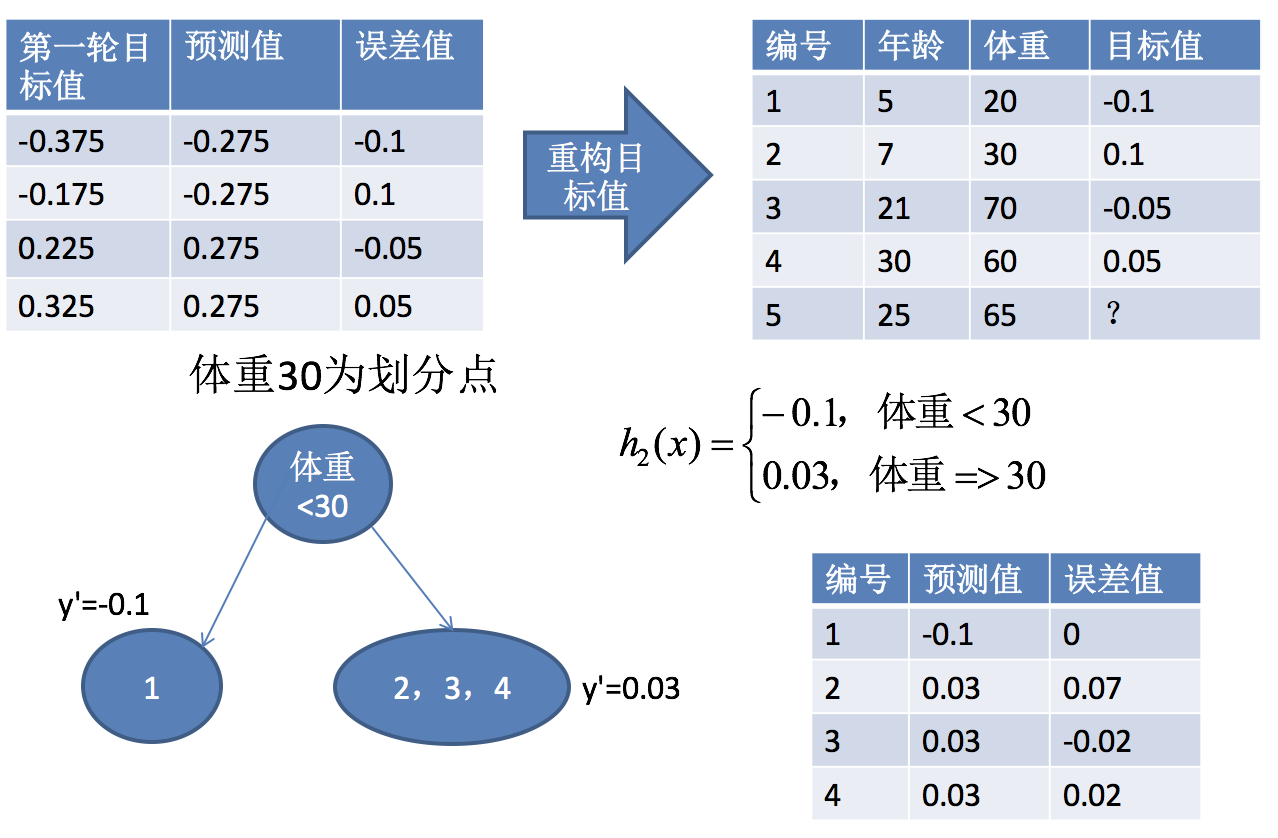 第一轮目标值 预测值 误差值
-0.375 -0.275 -0.1
-0.175 -0.275 0.1
0.225 0.275 -0.05
0.325 0.275 0.05
重构目
标值
编号 年龄 体重 目标值
1 5 20 -0.1
2 7 30 0.1
3 21 70 -0.05
4 30 60 0.05
5 25 65 ？
体重30为划分点
体重
<30
y'=-0.1
1
2，3，4
y'=0.03
h₂(x) = { -0.1， 体重 < 30
0.03， 体重 => 30
编号 预测值 误差值
1 -0.1 0
2 0.03 0.07
3 0.03 -0.02
4 0.03 0.02